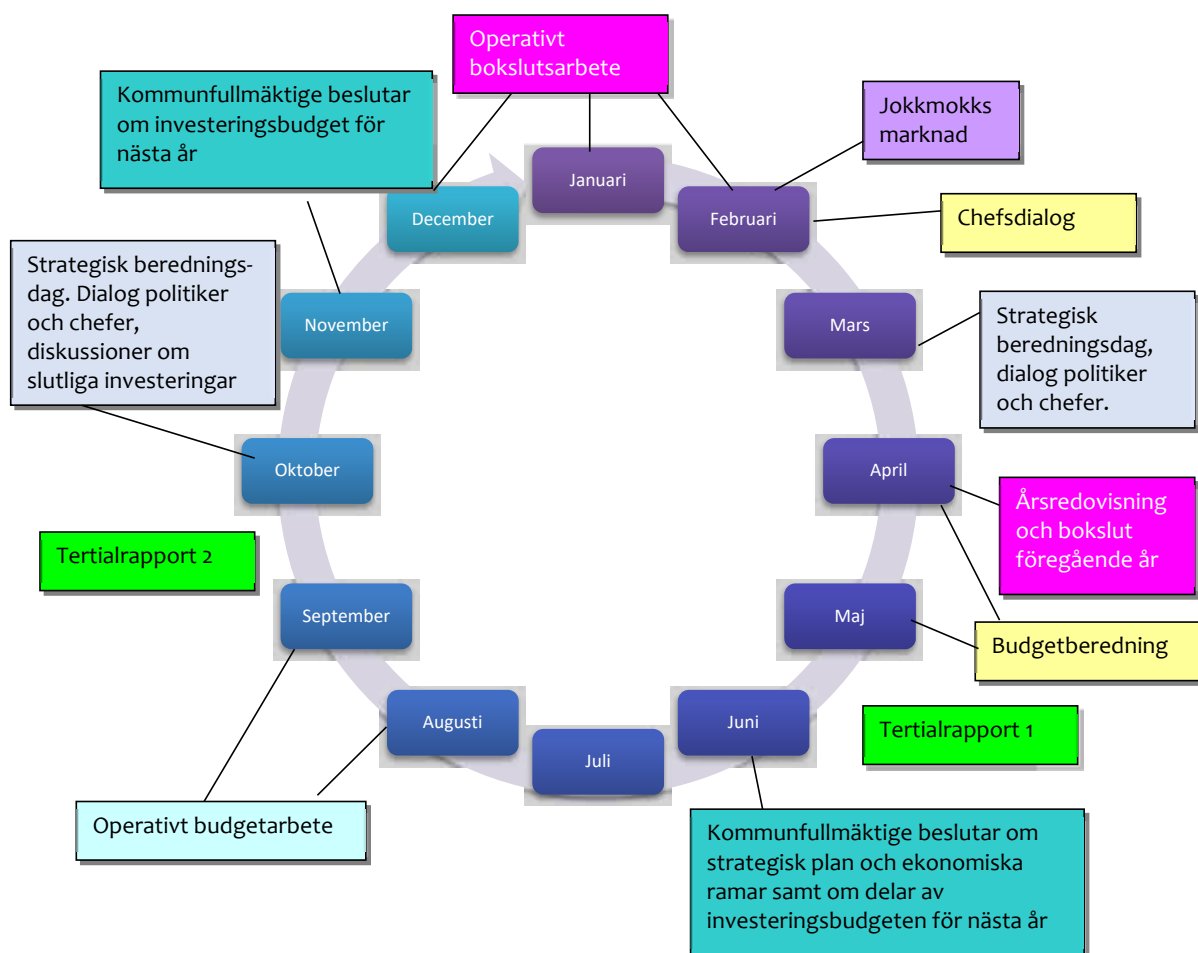 Operativt
bokslutsarbete
Kommunfullmäktige beslutar
om investeringsbudget för
nästa år
Jokkmokks
marknad
Januari
December
Februari
Chefsdialog
Strategisk berednings-
dag. Dialog politiker
och chefer,
diskussioner om
slutliga investeringar
November
Mars
Strategisk
beredningsdag,
dialog politiker
och chefer.
Oktober
April
Årsredovisning
och bokslut
föregående år
Tertialrapport 2
September
Maj
Budgetberedning
Augusti
Juni
Tertialrapport 1
Juli
Operativt budgetarbete
Kommunfullmäktige beslutar om
strategisk plan och ekonomiska
ramar samt om delar av
investeringsbudgeten för nästa år